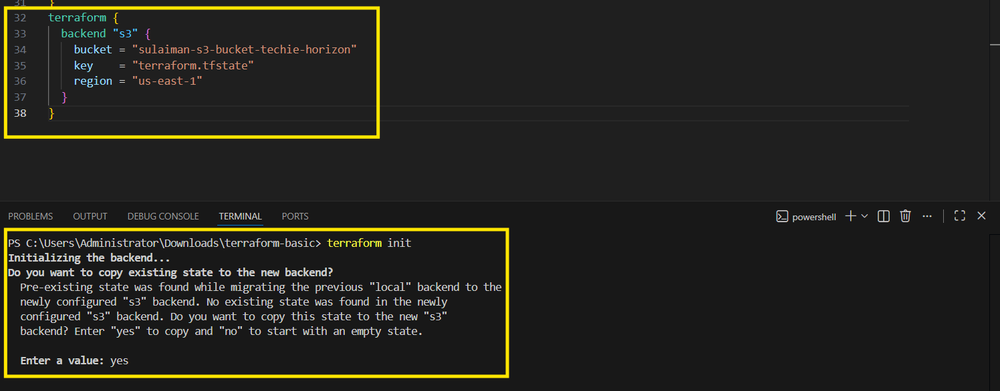 31 }
32 terraform {
33 backend "s3" {
34 bucket = "sulaiman-s3-bucket-techie-horizon"
35 key = "terraform.tfstate"
36 region = "us-east-1"
37 }
38 }
PROBLEMS OUTPUT DEBUG CONSOLE TERMINAL PORTS powershell
PS C:\Users\Administrator\Downloads\terraform-basic> terraform init
Initializing the backend...
Do you want to copy existing state to the new backend?
Pre-existing state was found while migrating the previous "local" backend to the
newly configured "s3" backend. No existing state was found in the newly
configured "s3" backend. Do you want to copy this state to the new "s3"
backend? Enter "yes" to copy and "no" to start with an empty state.
Enter a value: yes